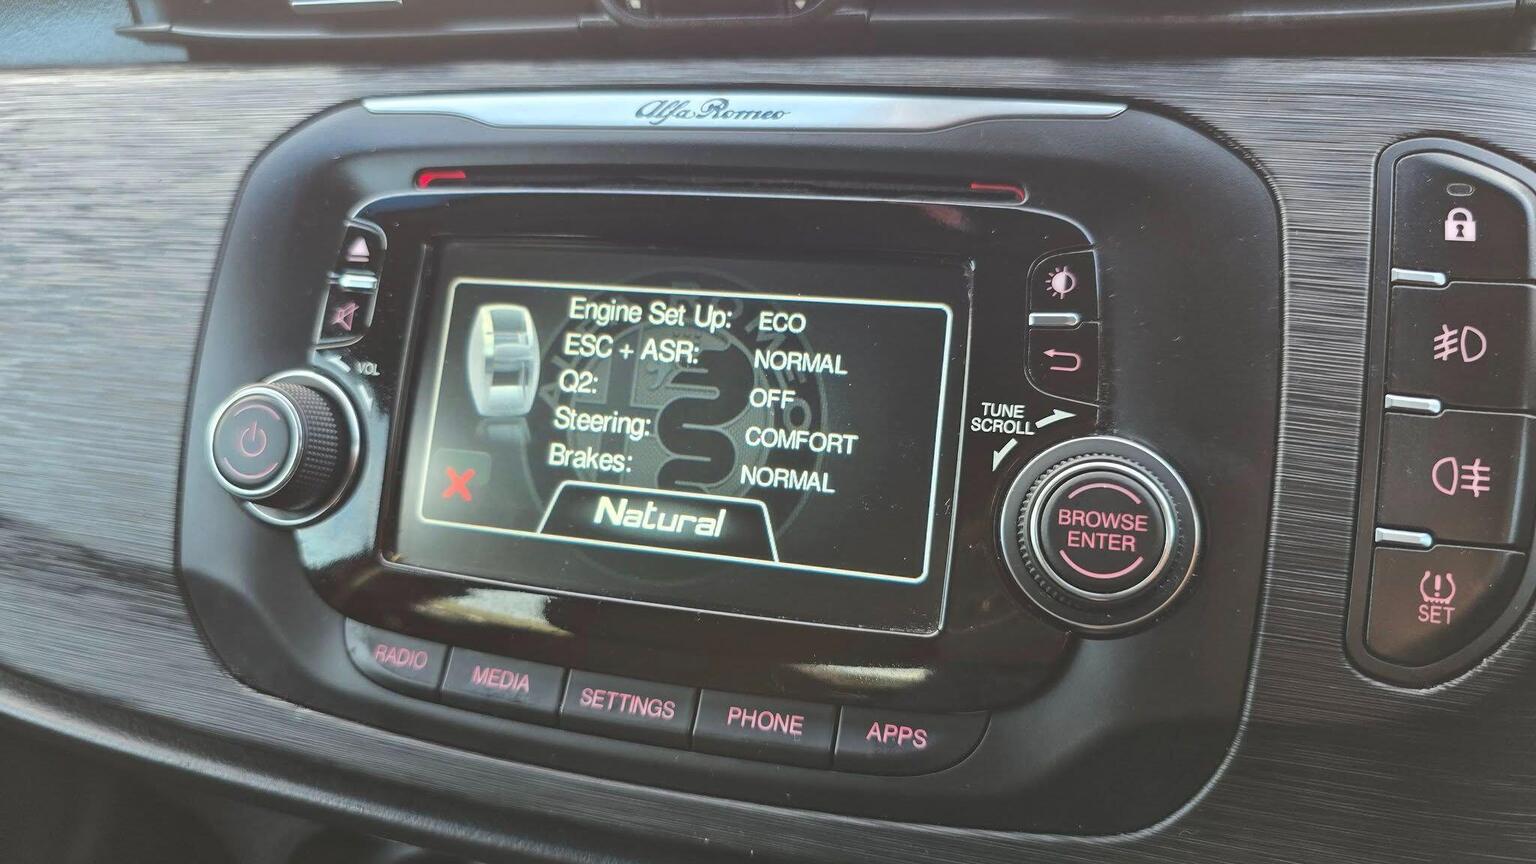 Alfa Romeo
Engine Set Up: ECO
ESC + ASR: NORMAL
Q2: OFF
Steering: COMFORT
Brakes: NORMAL
Natural
VOL
TUNE
SCROLL
BROWSE
ENTER
RADIO
MEDIA
SETTINGS
PHONE
APPS
SET